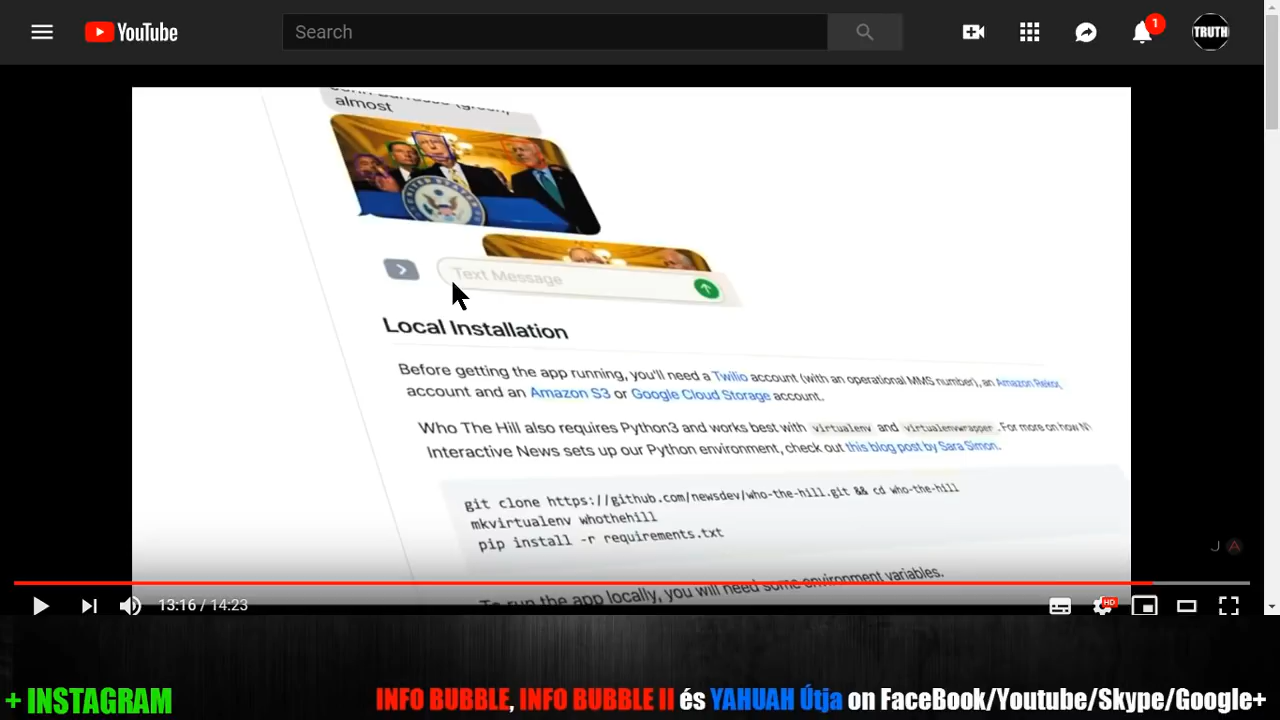 YouTube
Search
1
TRUTH
almost
Text Message
Local Installation
Before getting the app running, you'll need a Twilio account (with an operational MMS number), an Amazon
account and an Amazon S3 or Google Cloud Storage account.
Who The Hill also requires Python3 and works best with virtualenv and virtualenvwrapper. For more on how
Interactive News sets up our Python environment, check out this blog post by Sara Simon.
git clone https://github.com/newsdev/who-the-hill.git && cd who-the-hill
mkvirtualenv whothehill
pip install -r requirements.txt
To run the app locally, you will need some environment variables.
13:16 / 14:23
HD
+ INSTAGRAM
INFO BUBBLE, INFO BUBBLE II és YAHUAH Útja on FaceBook/Youtube/Skype/Google+